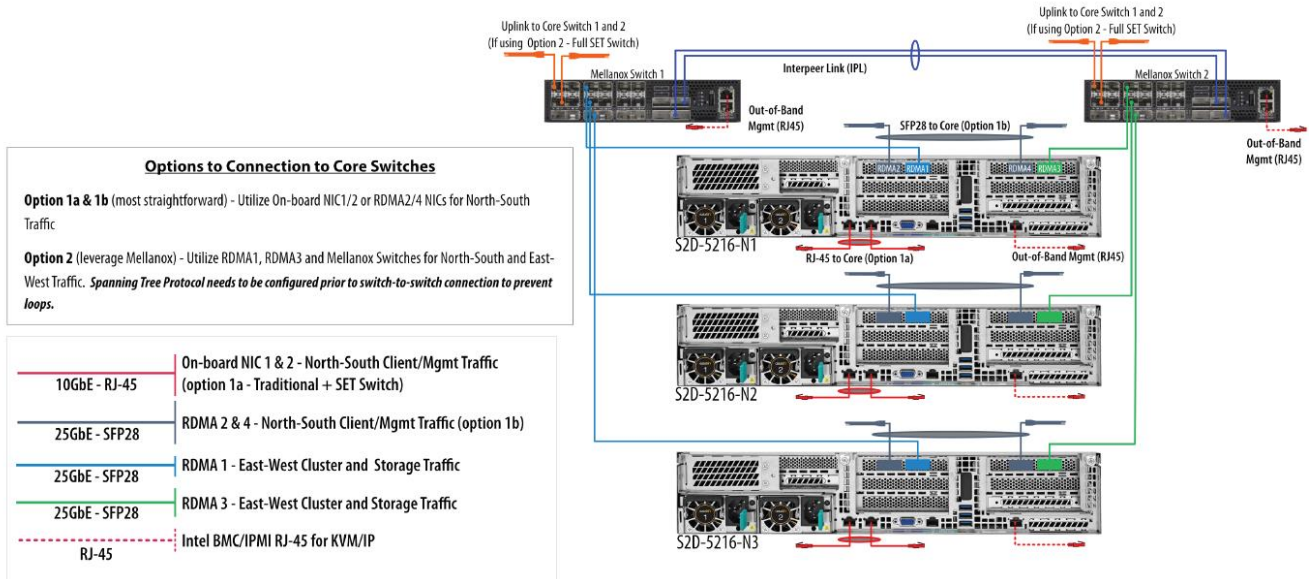 Uplink to Core Switch 1 and 2
(If using Option 2 - Full SET Switch)
Uplink to Core Switch 1 and 2
(If using Option 2 - Full SET Switch)
Mellanox Switch 1
Interpeer Link (IPL)
Mellanox Switch 2
Out-of-Band
Mgmt (RJ45)
SFP28 to Core (Option 1b)
Out-of-Band
Mgmt (RJ45)
Options to Connection to Core Switches
Option 1a & 1b (most straightforward) - Utilize On-board NIC1/2 or RDMA2/4 NICs for North-South
Traffic
Option 2 (leverage Mellanox) - Utilize RDMA1, RDMA3 and Mellanox Switches for North-South and East-
West Traffic. Spanning Tree Protocol needs to be configured prior to switch-to-switch connection to prevent
loops.
RDMA2 RDMA1 RDMA4 RDMA3
1 2
S2D-5216-N1
RJ-45 to Core (Option 1a)
Out-of-Band Mgmt (RJ45)
1 2
S2D-5216-N2
1 2
S2D-5216-N3
10GbE - RJ-45
On-board NIC 1 & 2 - North-South Client/Mgmt Traffic
(option 1a - Traditional + SET Switch)
25GbE - SFP28
RDMA 2 & 4 - North-South Client/Mgmt Traffic (option 1b)
25GbE - SFP28
RDMA 1 - East-West Cluster and Storage Traffic
25GbE - SFP28
RDMA 3 - East-West Cluster and Storage Traffic
RJ-45
Intel BMC/IPMI RJ-45 for KVM/IP